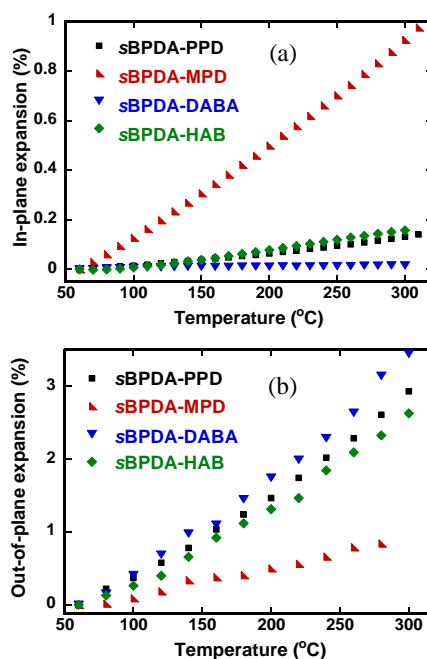 1
0.8
0.6
0.4
0.2
0
50 100 150 200 250 300
In-plane expansion (%)
Temperature (°C)
sBPDA-PPD
sBPDA-MPD
sBPDA-DABA
sBPDA-HAB
(a)
3
2
1
0
50 100 150 200 250 300
Out-of-plane expansion (%)
Temperature (°C)
sBPDA-PPD
sBPDA-MPD
sBPDA-DABA
sBPDA-HAB
(b)